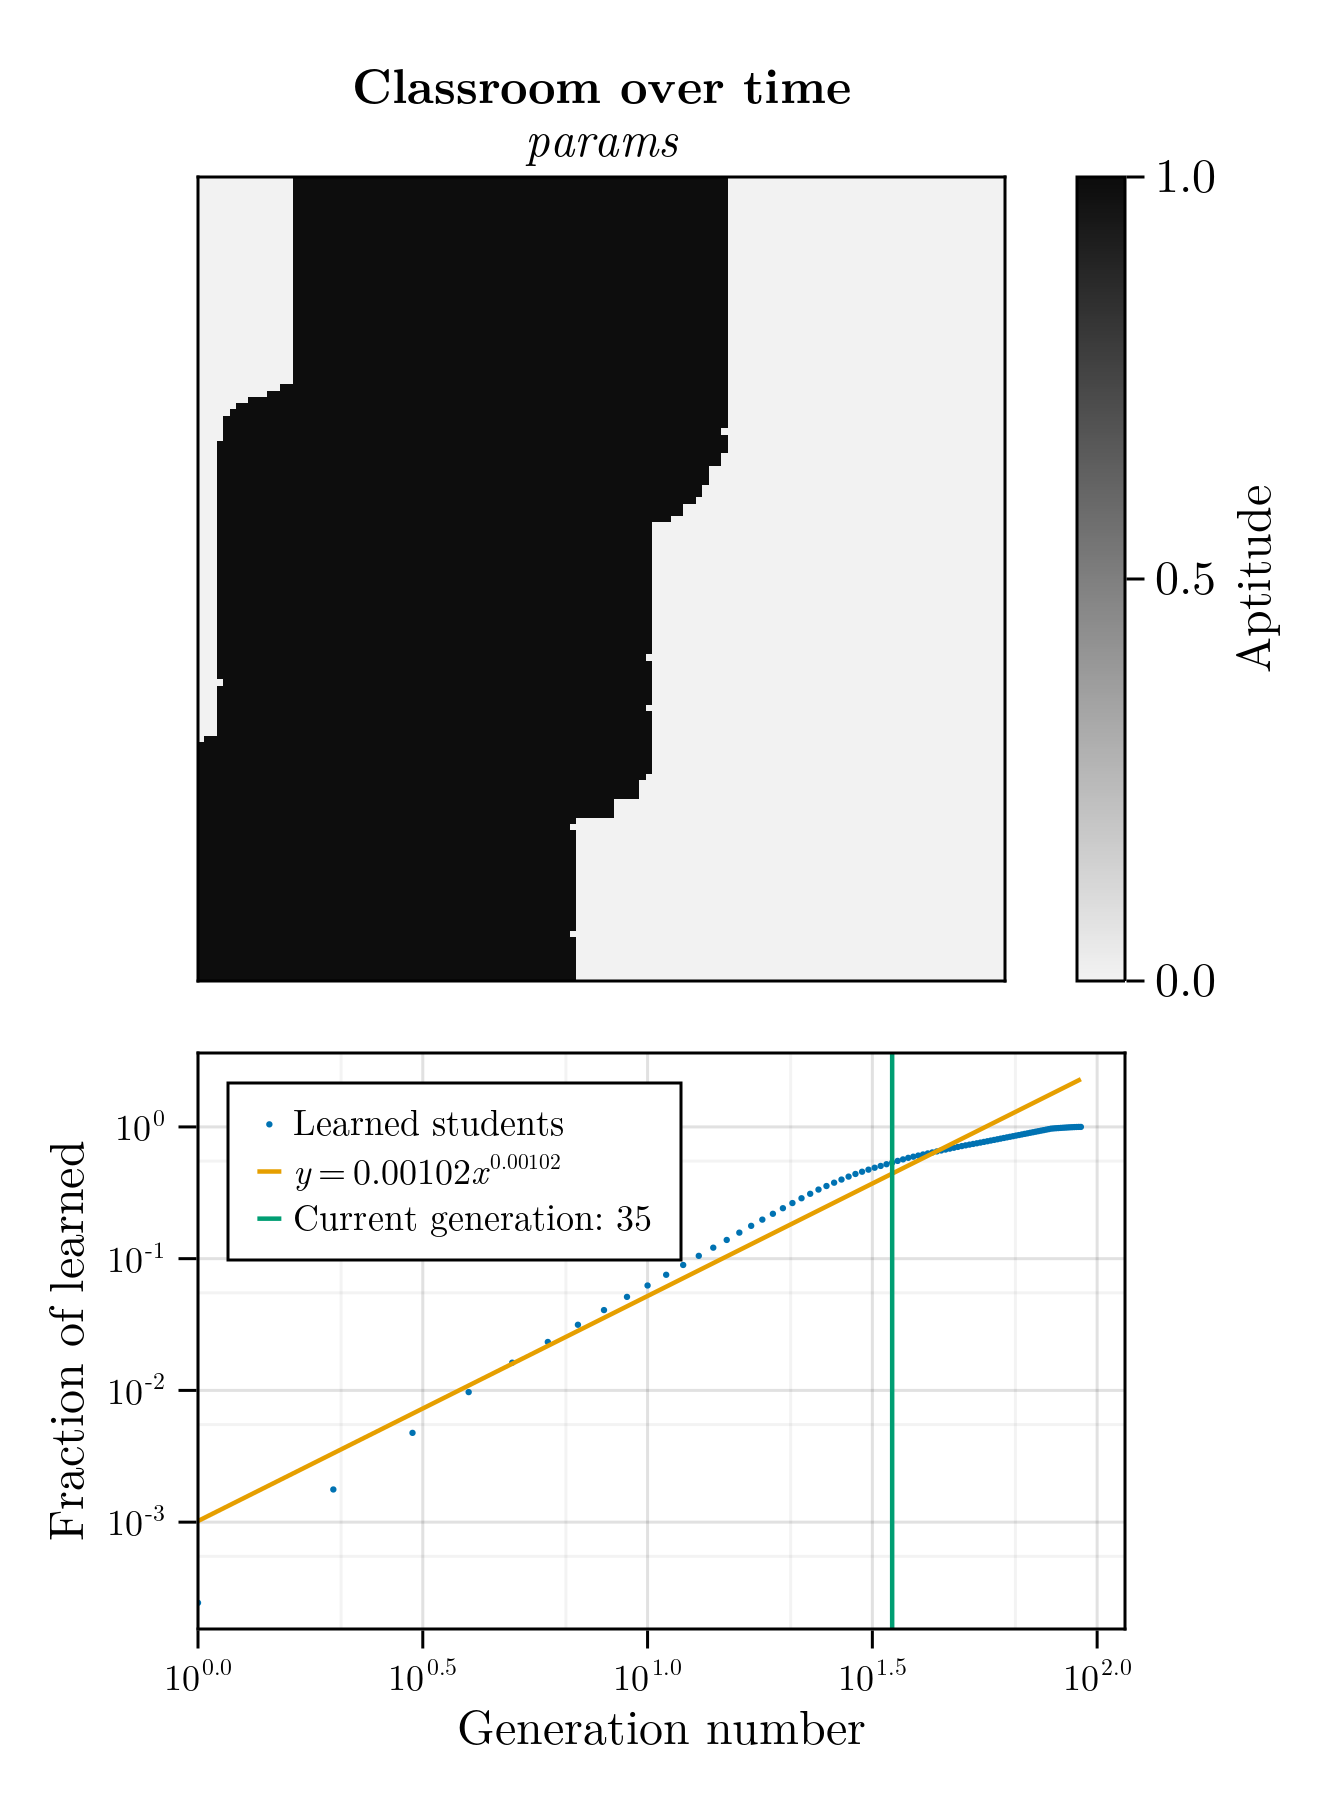 Classroom over time
params
1.0
0.5
0.0
Aptitude
Learned students
y = 0.00102x^0.00102
Current generation: 35
10^0
10^-1
10^-2
10^-3
Fraction of learned
10^0.0 10^0.5 10^1.0 10^1.5 10^2.0
Generation number